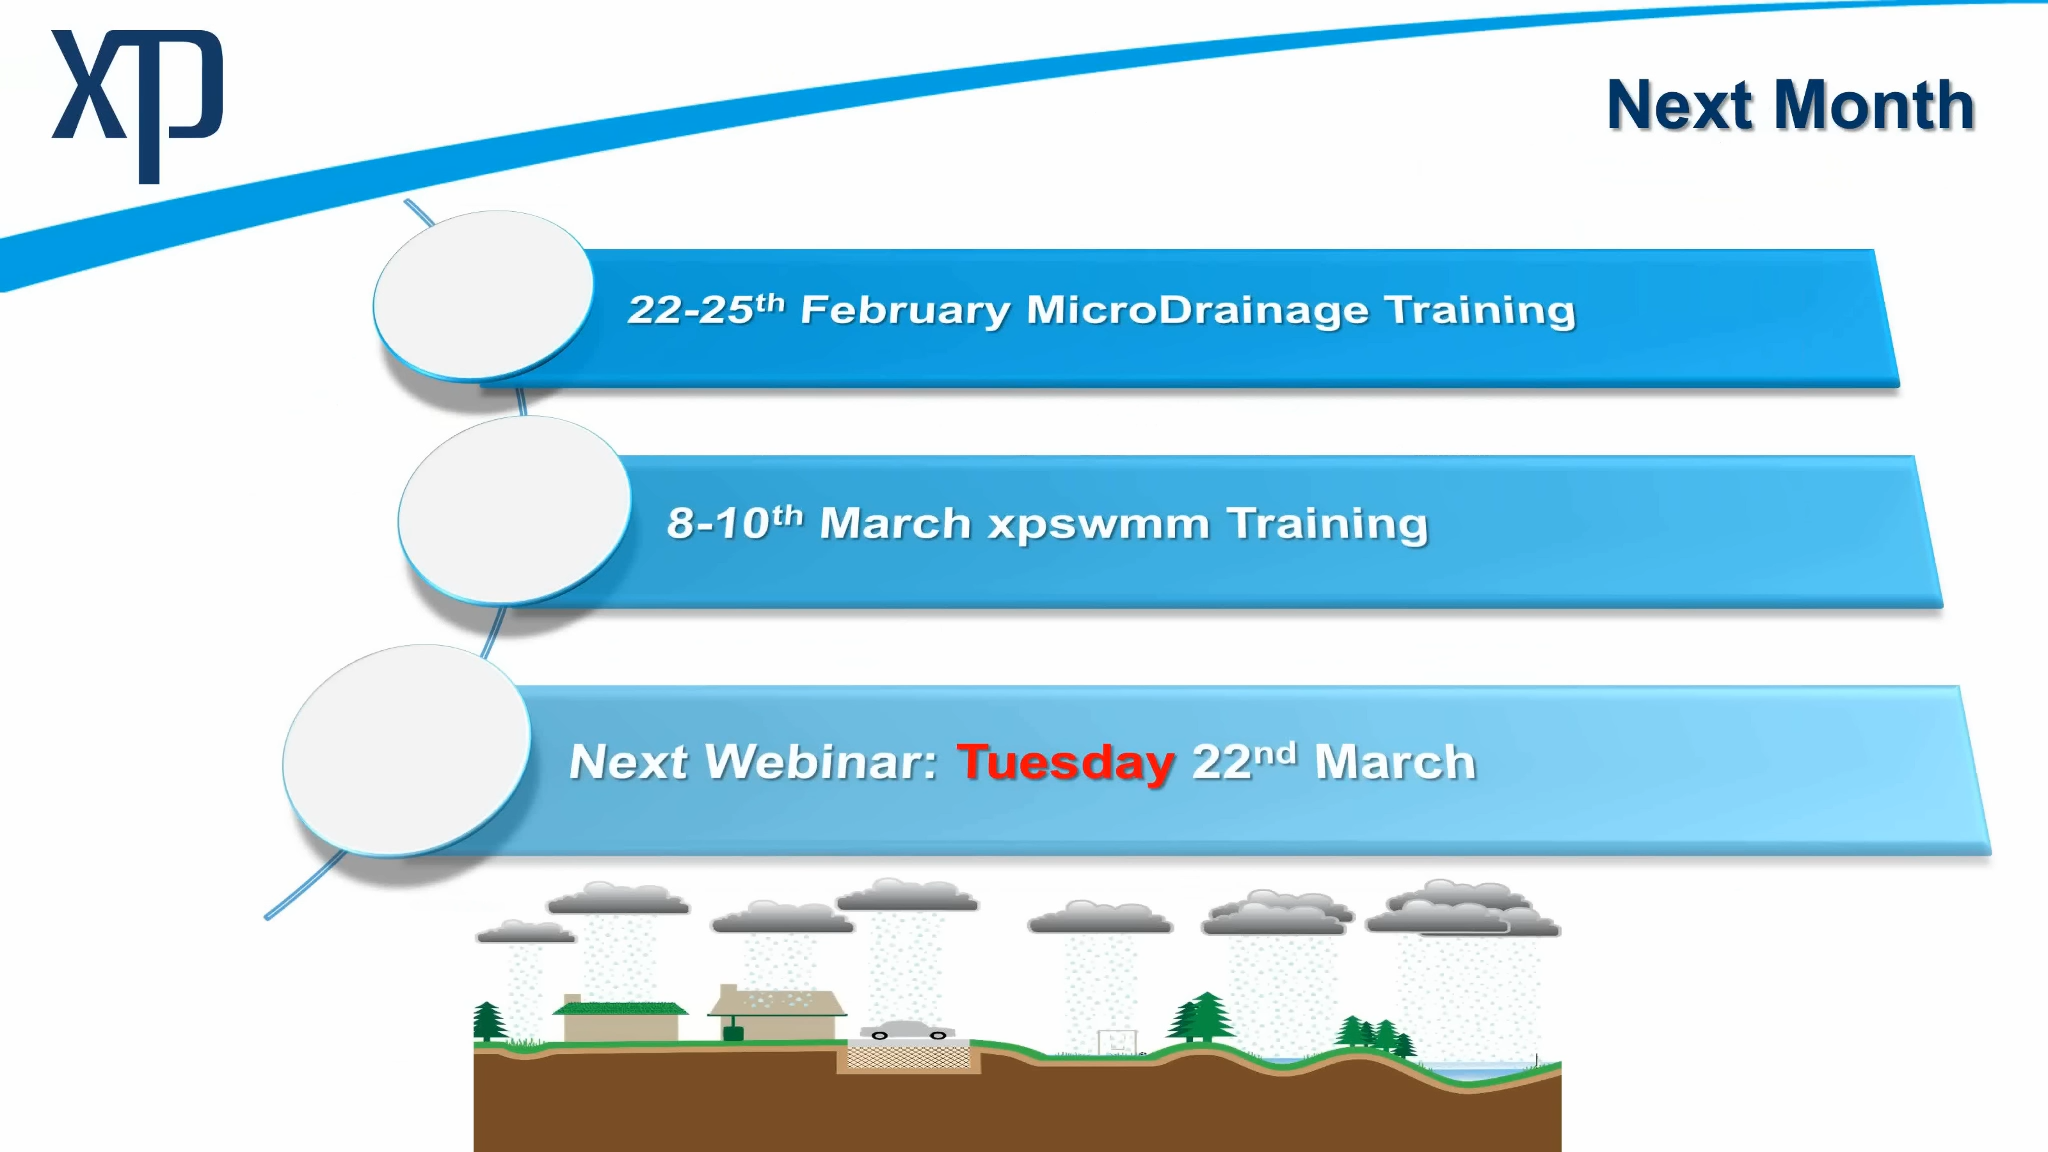 xp
Next Month
22-25th February MicroDrainage Training
8-10th March xpswmm Training
Next Webinar: Tuesday 22nd March